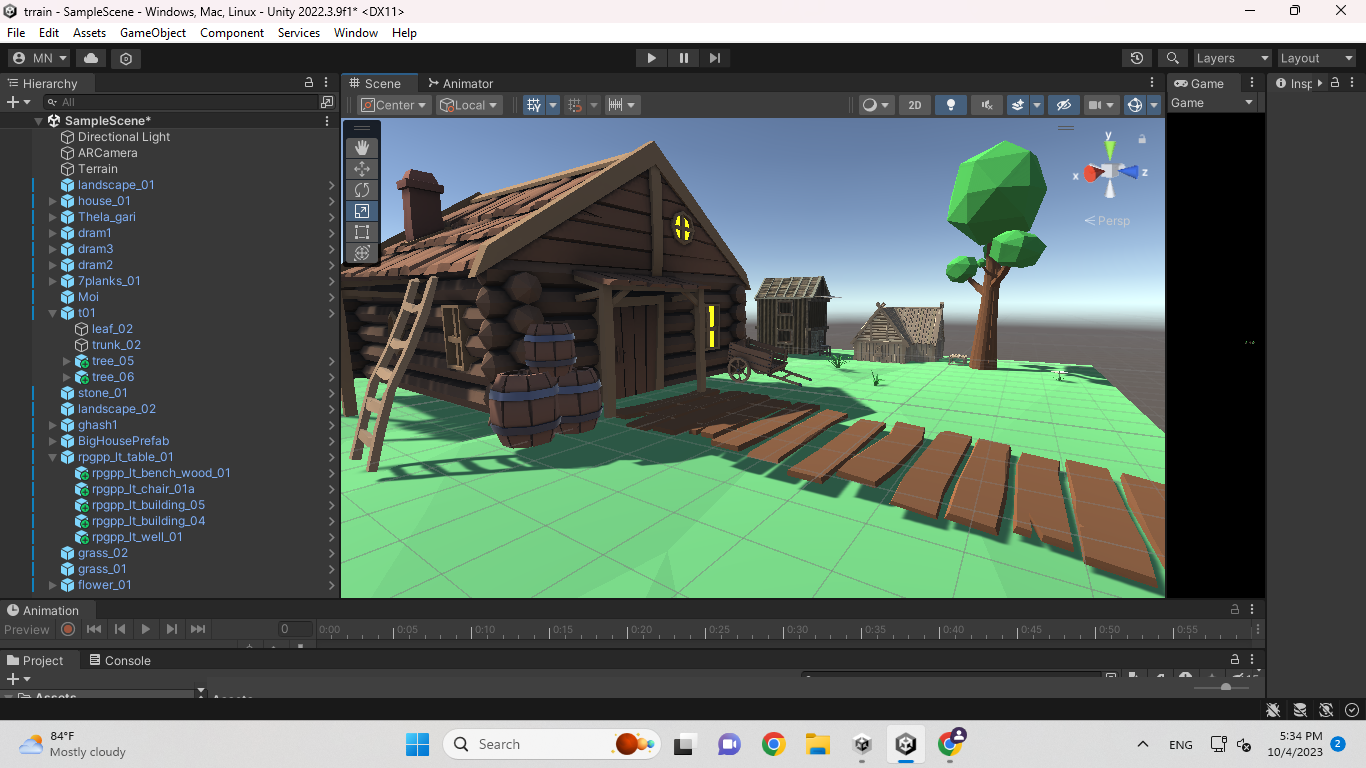 trrain - SampleScene - Windows, Mac, Linux - Unity 2022.3.9f1* <DX11>
File Edit Assets GameObject Component Services Window Help
MN Layers Layout
Hierarchy Scene Animator Game Insp
All Center Local 2D Game
SampleScene*
Directional Light
ARCamera
Terrain
landscape_01
house_01
Thela_gari
dram1
dram3
dram2
7planks_01
Moi
t01
leaf_02
trunk_02
tree_05
tree_06
stone_01
landscape_02
ghash1
BigHousePrefab
rpgpp_lt_table_01
rpgpp_lt_bench_wood_01
rpgpp_lt_chair_01a
rpgpp_lt_building_05
rpgpp_lt_building_04
rpgpp_lt_well_01
grass_02
grass_01
flower_01
y
x z
Persp
Animation
Preview 0 0:00 0:05 0:10 0:15 0:20 0:25 0:30 0:35 0:40 0:45 0:50 0:55
Project Console
15
Assets Assets
84°F
Mostly cloudy
Search
ENG
5:34 PM
10/4/2023
2